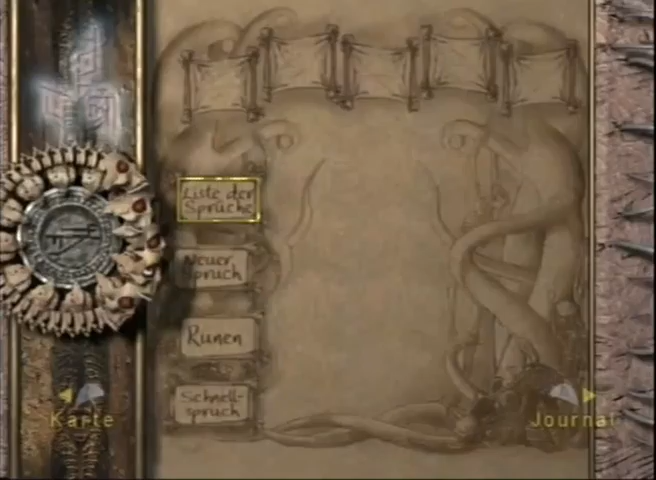 Liste der
Sprüche
Neuer
Spruch
Runen
Schnell-
spruch
Karte
Journal